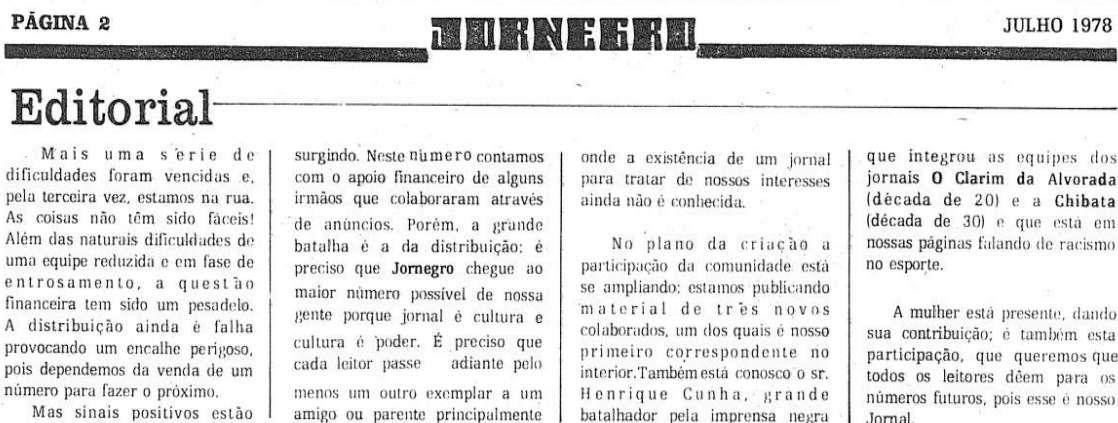 PÁGINA 2
JORNEGRO
JULHO 1978
Editorial
Mais uma serie de
dificuldades foram vencidas e,
pela terceira vez, estamos na rua.
As coisas não têm sido fáceis!
Além das naturais dificuldades de
uma equipe reduzida e em fase de
entrosamento, a questão
financeira tem sido um pesadelo.
A distribuição ainda é falha
provocando um encalhe perigoso,
pois dependemos da venda de um
número para fazer o próximo.
Mas sinais positivos estão
surgindo. Neste número contamos
com o apoio financeiro de alguns
irmãos que colaboraram através
de anúncios. Porém, a grande
batalha é a da distribuição: é
preciso que Jornegro chegue ao
maior número possível de nossa
gente porque jornal é cultura e
cultura é poder. É preciso que
cada leitor passe adiante pelo
menos um outro exemplar a um
amigo ou parente principalmente
onde a existência de um jornal
para tratar de nossos interesses
ainda não é conhecida.
No plano da criação a
participação da comunidade está
se ampliando: estamos publicando
material de três novos
colaborados, um dos quais é nosso
primeiro correspondente no
interior.Também está conosco o sr.
Henrique Cunha, grande
batalhador pela imprensa negra
que integrou as equipes dos
jornais O Clarim da Alvorada
(década de 20) e a Chibata
(década de 30) e que está em
nossas páginas falando de racismo
no esporte.
A mulher está presente, dando
sua contribuição; é também esta
participação, que queremos que
todos os leitores dêem para os
números futuros, pois esse é nosso
Jornal.